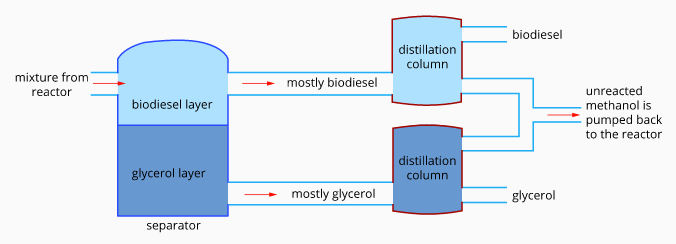 mixture from
reactor
biodiesel layer
glycerol layer
separator
mostly biodiesel
mostly glycerol
distillation
column
distillation
column
biodiesel
unreacted
methanol is
pumped back
to the reactor
glycerol